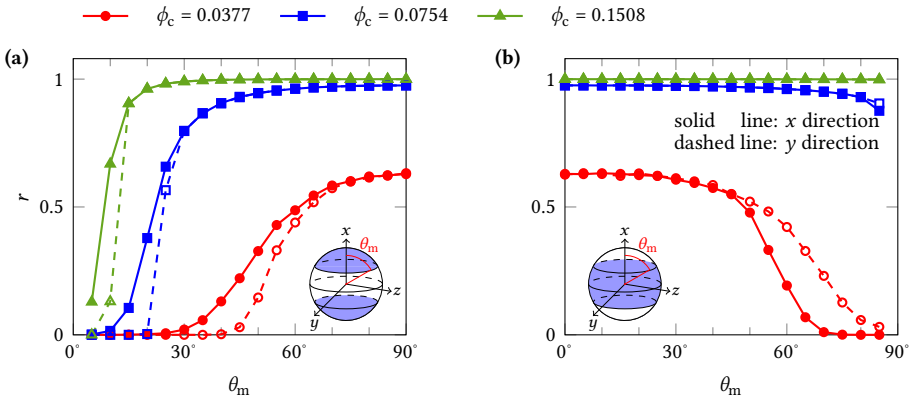 ϕc = 0.0377 ϕc = 0.0754 ϕc = 0.1508
(a) (b)
1 1
0.5 0.5
0 0
r
solid line: x direction
dashed line: y direction
x θm z y
x θm z y
0° 30° 60° 90° 0° 30° 60° 90°
θm θm